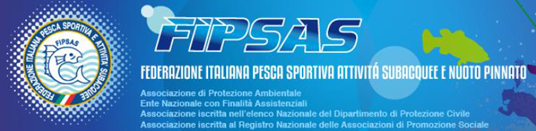 FIPSAS
FEDERAZIONE ITALIANA PESCA SPORTIVA E ATTIVITÀ SUBACQUEE
FIPSAS
FEDERAZIONE ITALIANA PESCA SPORTIVA ATTIVITÁ SUBACQUEE E NUOTO PINNATO
Associazione di Protezione Ambientale
Ente Nazionale con Finalità Assistenziali
Associazione iscritta nell'elenco Nazionale del Dipartimento di Protezione Civile
Associazione iscritta al Registro Nazionale delle Associazioni di Promozione Sociale